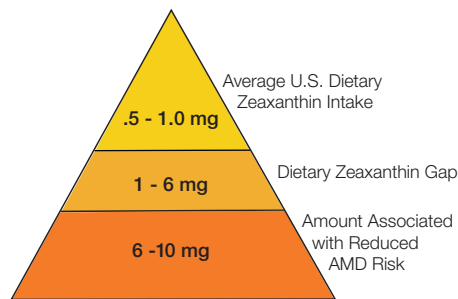 Average U.S. Dietary
Zeaxanthin Intake
.5 - 1.0 mg
Dietary Zeaxanthin Gap
1 - 6 mg
Amount Associated
with Reduced
AMD Risk
6 -10 mg